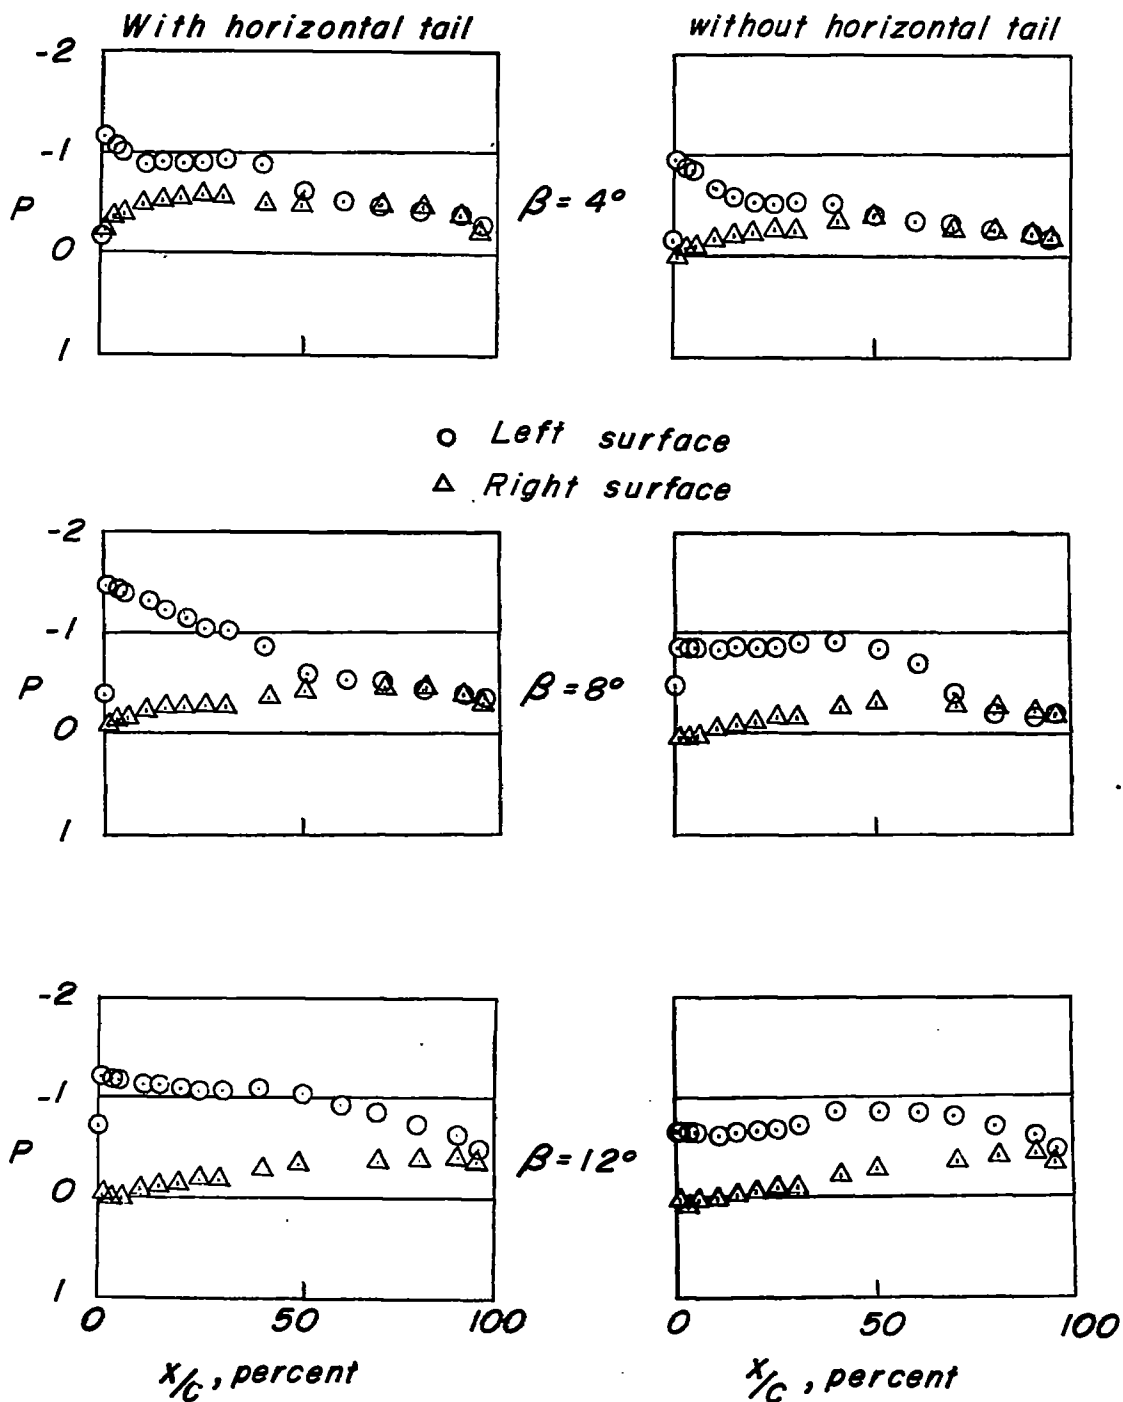 With horizontal tail
without horizontal tail
-2
-1
P
0
1
β = 4°
○ Left surface
△ Right surface
-2
-1
P
0
1
β = 8°
-2
-1
P
0
1
β = 12°
0 50 100
0 50 100
x/c, percent
x/c, percent